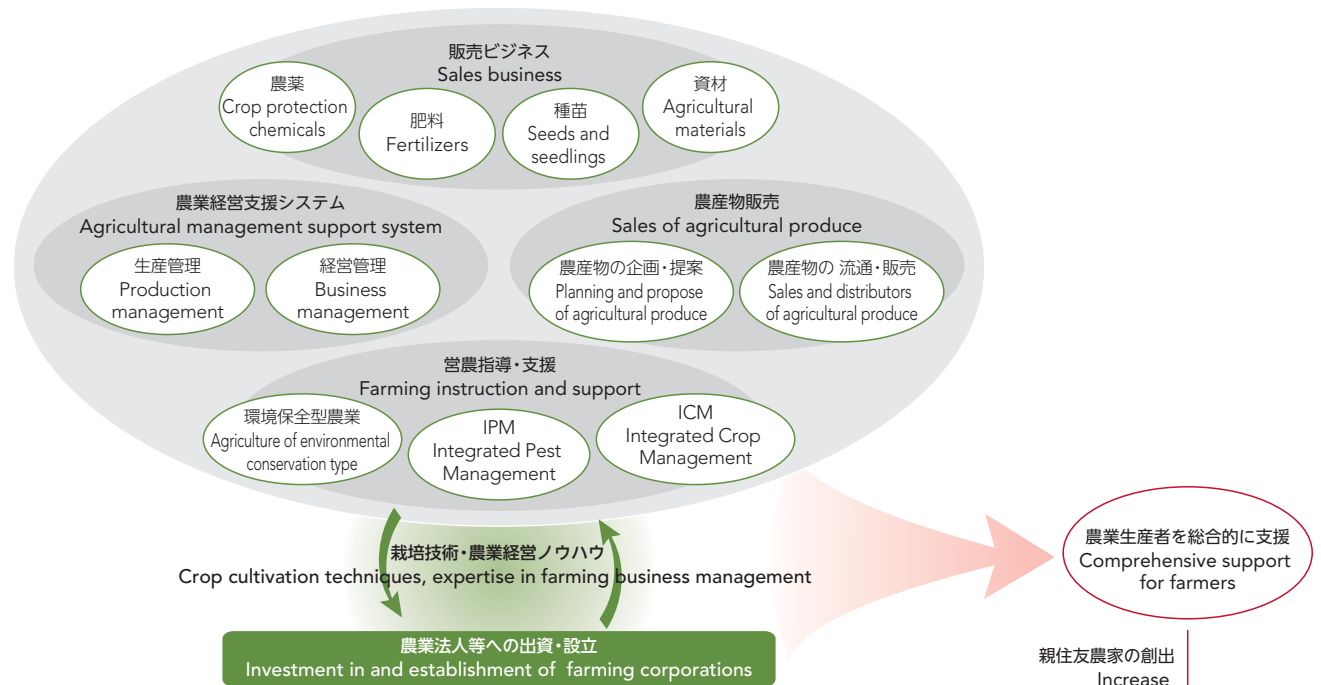 販売ビジネス
Sales business
農薬
Crop protection
chemicals
肥料
Fertilizers
種苗
Seeds and
seedlings
資材
Agricultural
materials
農業経営支援システム
Agricultural management support system
生産管理
Production
management
経営管理
Business
management
農産物販売
Sales of agricultural produce
農産物の企画・提案
Planning and propose
of agricultural produce
農産物の 流通・販売
Sales and distributors
of agricultural produce
営農指導・支援
Farming instruction and support
環境保全型農業
Agriculture of environmental
conservation type
IPM
Integrated Pest
Management
ICM
Integrated Crop
Management
栽培技術・農業経営ノウハウ
Crop cultivation techniques, expertise in farming business management
農業法人等への出資・設立
Investment in and establishment of farming corporations
農業生産者を総合的に支援
Comprehensive support
for farmers
親住友農家の創出
Increase